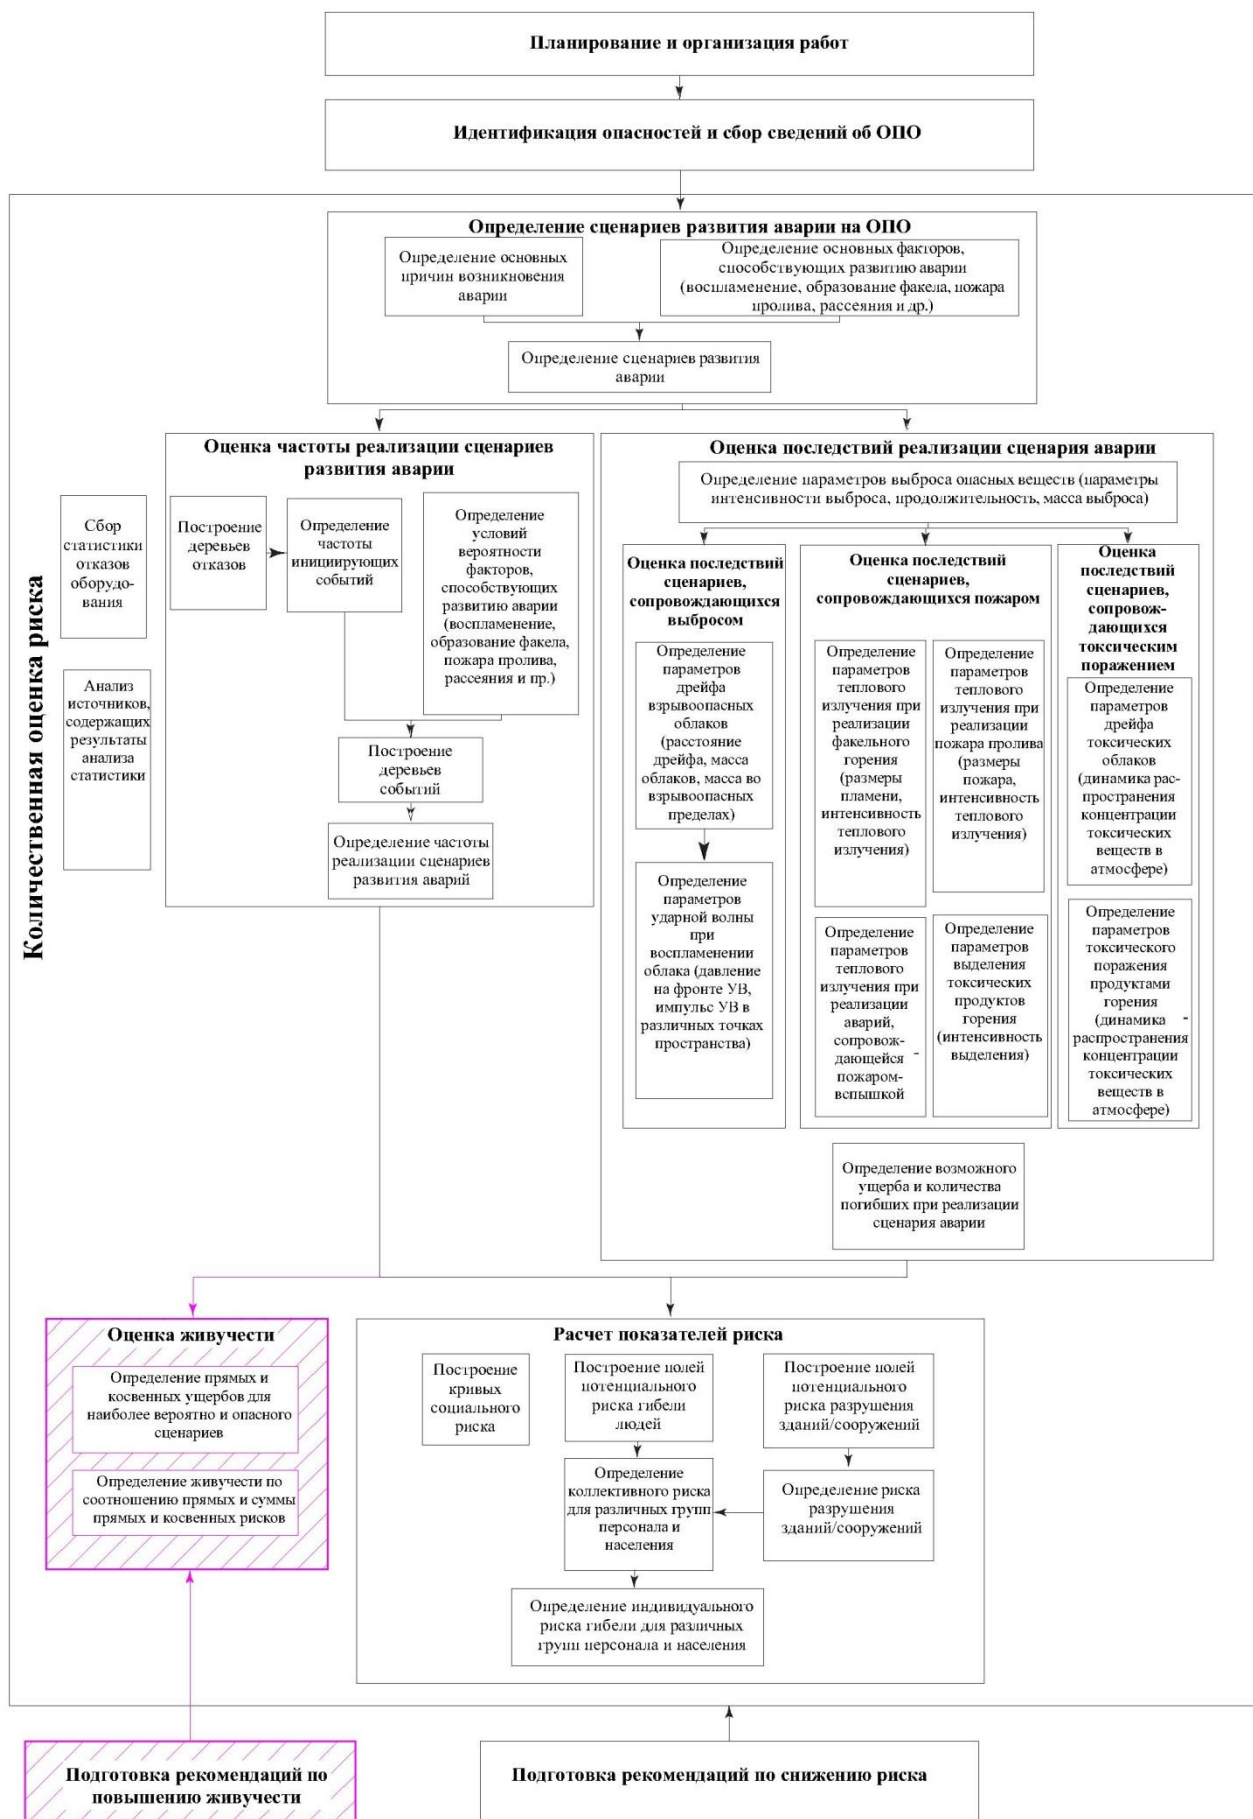 Планирование и организация работ
Идентификация опасностей и сбор сведений об ОПО
Определение сценариев развития аварии на ОПО
Определение основных
причин возникновения
аварии
Определение основных факторов,
способствующих развитию аварии
(воспламенение, образование факела, пожара
пролива, рассеяния и др.)
Определение сценариев развития
аварии
Количественная оценка риска
Оценка частоты реализации сценариев
развития аварии
Сбор
статистики
отказов
оборудо-
вания
Анализ
источников,
содержащих
результаты
анализа
статистики
Построение
деревьев
отказов
Определение
частоты
инициирующих
событий
Определение
условий
вероятности
факторов,
способствующих
развитию аварии
(воспламенение,
образование факела,
пожара пролива,
рассеяния и пр.)
Построение
деревьев
событий
Определение частоты
реализации сценариев
развития аварий
Оценка последствий реализации сценария аварии
Определение параметров выброса опасных веществ (параметры
интенсивности выброса, продолжительность, масса выброса)
Оценка последствий
сценариев,
сопровождающихся
выбросом
Определение
параметров
дрейфа
взрывоопасных
облаков
(расстояние
дрейфа, масса
облаков, масса во
взрывоопасных
пределах)
Определение
параметров
ударной волны
при
воспламенении
облака (давление
на фронте УВ,
импульс УВ в
различных точках
пространства)
Оценка последствий
сценариев,
сопровождающихся пожаром
Определение
параметров
теплового
излучения при
реализации
факельного
горения
(размеры
пламени,
интенсивность
теплового
излучения)
Определение
параметров
теплового
излучения при
реализации
пожара пролива
(размеры
пожара,
интенсивность
теплового
излучения)
Определение
параметров
теплового
излучения при
реализации
аварий,
сопровож-
дающейся
пожаром-
вспышкой
Определение
параметров
выделения
токсических
продуктов
горения
(интенсивность
выделения)
Оценка
последствий
сценариев,
сопровож-
дающихся
токсическим
поражением
Определение
параметров
дрейфа
токсических
облаков
(динамика рас-
пространения
концентрации
токсических
веществ в
атмосфере)
Определение
параметров
токсического
поражения
продуктами
горения
(динамика -
распространения
концентрации
токсических
веществ в
атмосфере)
Определение возможного
ущерба и количества
погибших при реализации
сценария аварии
Оценка живучести
Определение прямых и
косвенных ущербов для
наиболее вероятно и опасного
сценариев
Определение живучести по
соотношению прямых и суммы
прямых и косвенных рисков
Расчет показателей риска
Построение
кривых
социального
риска
Построение полей
потенциального
риска гибели
людей
Построение полей
потенциального
риска разрушения
зданий/сооружений
Определение
коллективного риска
для различных групп
персонала и
населения
Определение риска
разрушения
зданий/сооружений
Определение индивидуального
риска гибели для различных
групп персонала и населения
Подготовка рекомендаций по
повышению живучести
Подготовка рекомендаций по снижению риска